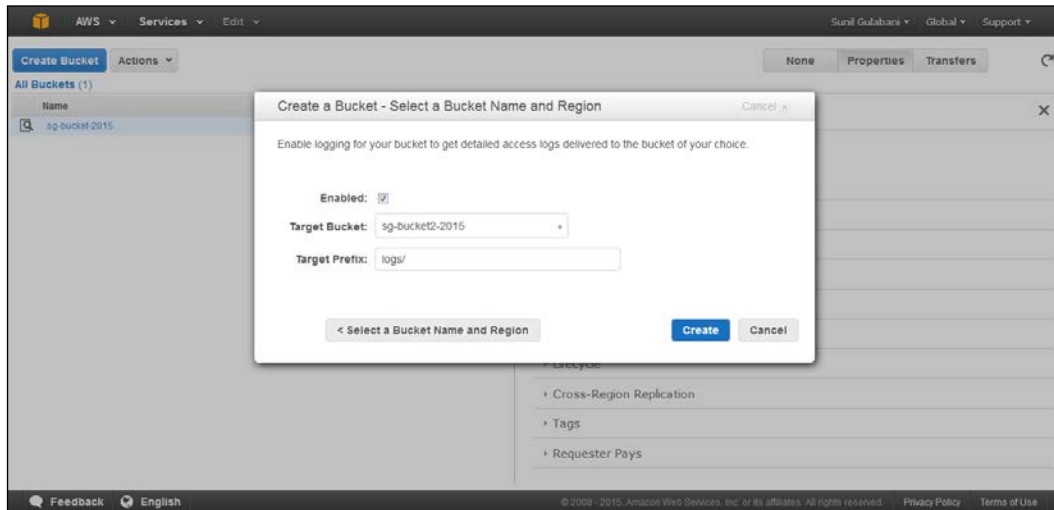 AWS Services Edit Sunil Gulabani Global Support
Create Bucket Actions None Properties Transfers
All Buckets (1)
Name
sg-bucket-2015
Create a Bucket - Select a Bucket Name and Region Cancel x
Enable logging for your bucket to get detailed access logs delivered to the bucket of your choice.
Enabled:
Target Bucket: sg-bucket2-2015
Target Prefix: logs/
< Select a Bucket Name and Region Create Cancel
Lifecycle
Cross-Region Replication
Tags
Requester Pays
Feedback English © 2008 - 2015, Amazon Web Services, Inc. or its affiliates. All rights reserved. Privacy Policy Terms of Use